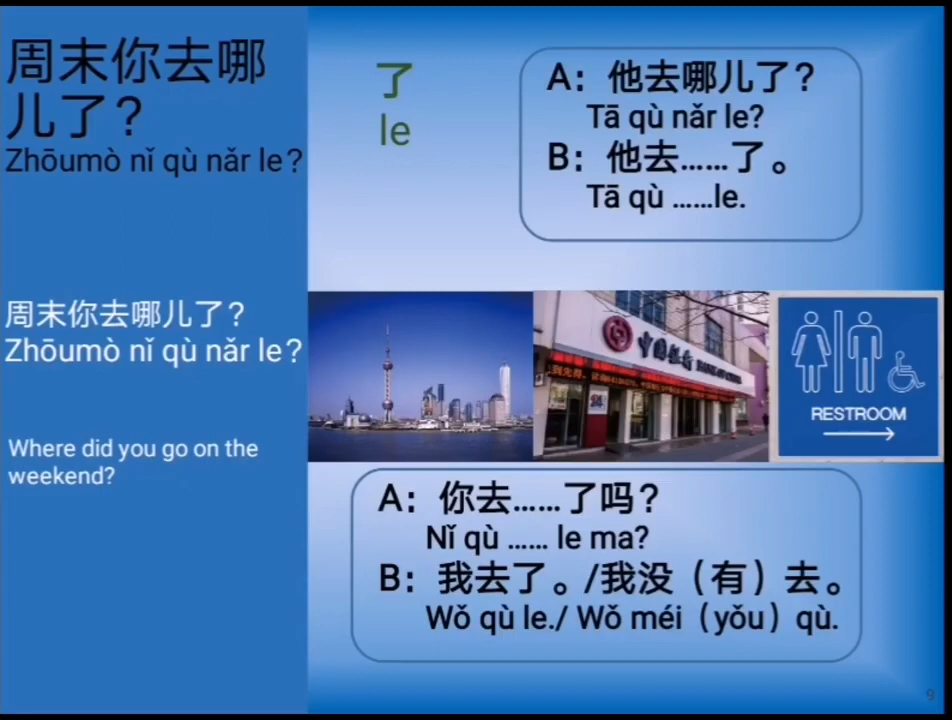 周末你去哪
儿了？
Zhōumò nǐ qù nǎr le？
周末你去哪儿了？
Zhōumò nǐ qù nǎr le？
Where did you go on the
weekend?
了
le
A：他去哪儿了？
Tā qù nǎr le?
B：他去……了。
Tā qù ……le.
中国银行
RESTROOM
A：你去……了吗？
Nǐ qù …… le ma?
B：我去了。/我没（有）去。
Wǒ qù le./ Wǒ méi（yǒu）qù.
9